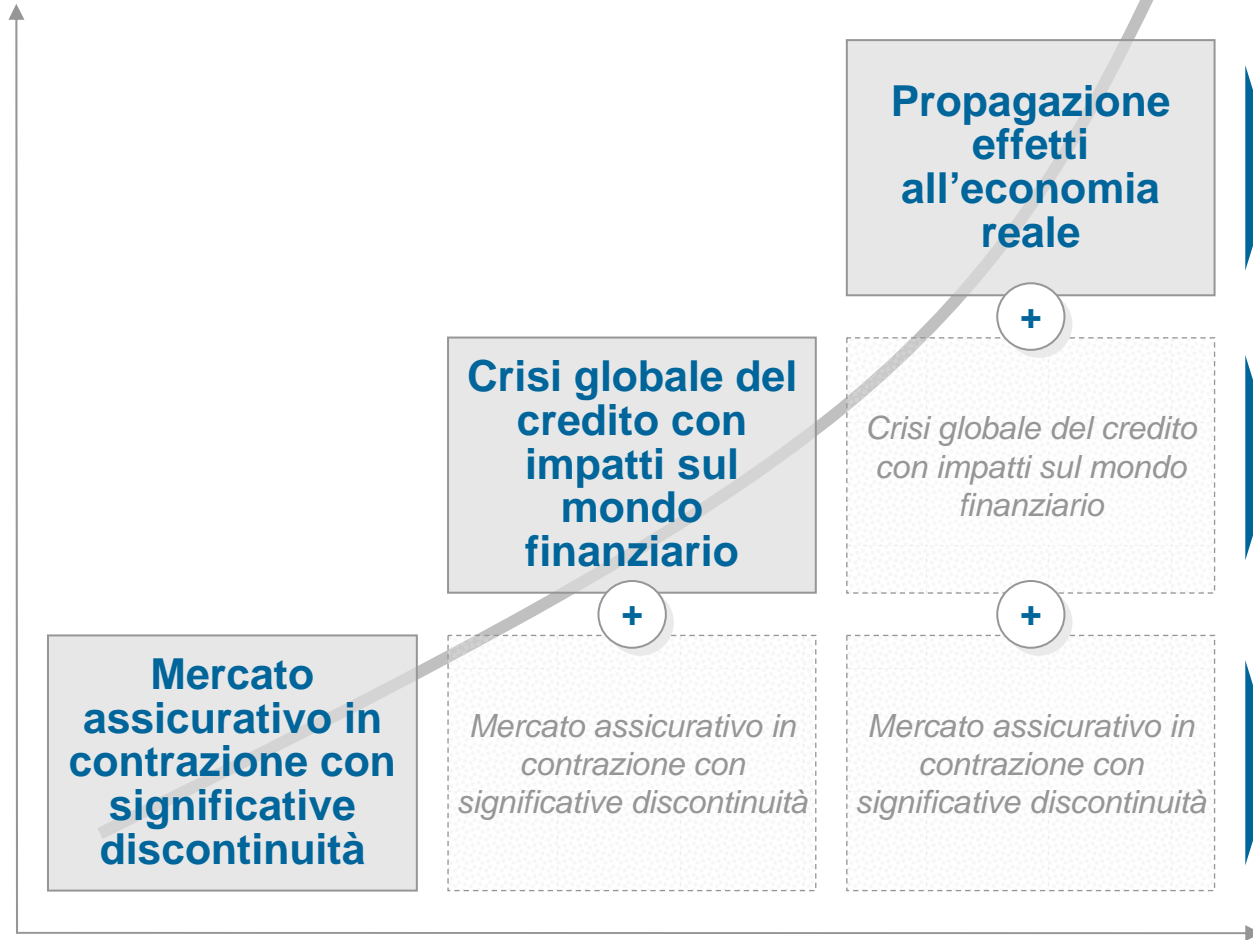 Propagazione
effetti
all’economia
reale
+
Crisi globale del
credito con
impatti sul
mondo
finanziario
Crisi globale del credito
con impatti sul mondo
finanziario
+
+
Mercato
assicurativo in
contrazione con
significative
discontinuità
Mercato assicurativo in
contrazione con
significative discontinuità
Mercato assicurativo in
contrazione con
significative discontinuità